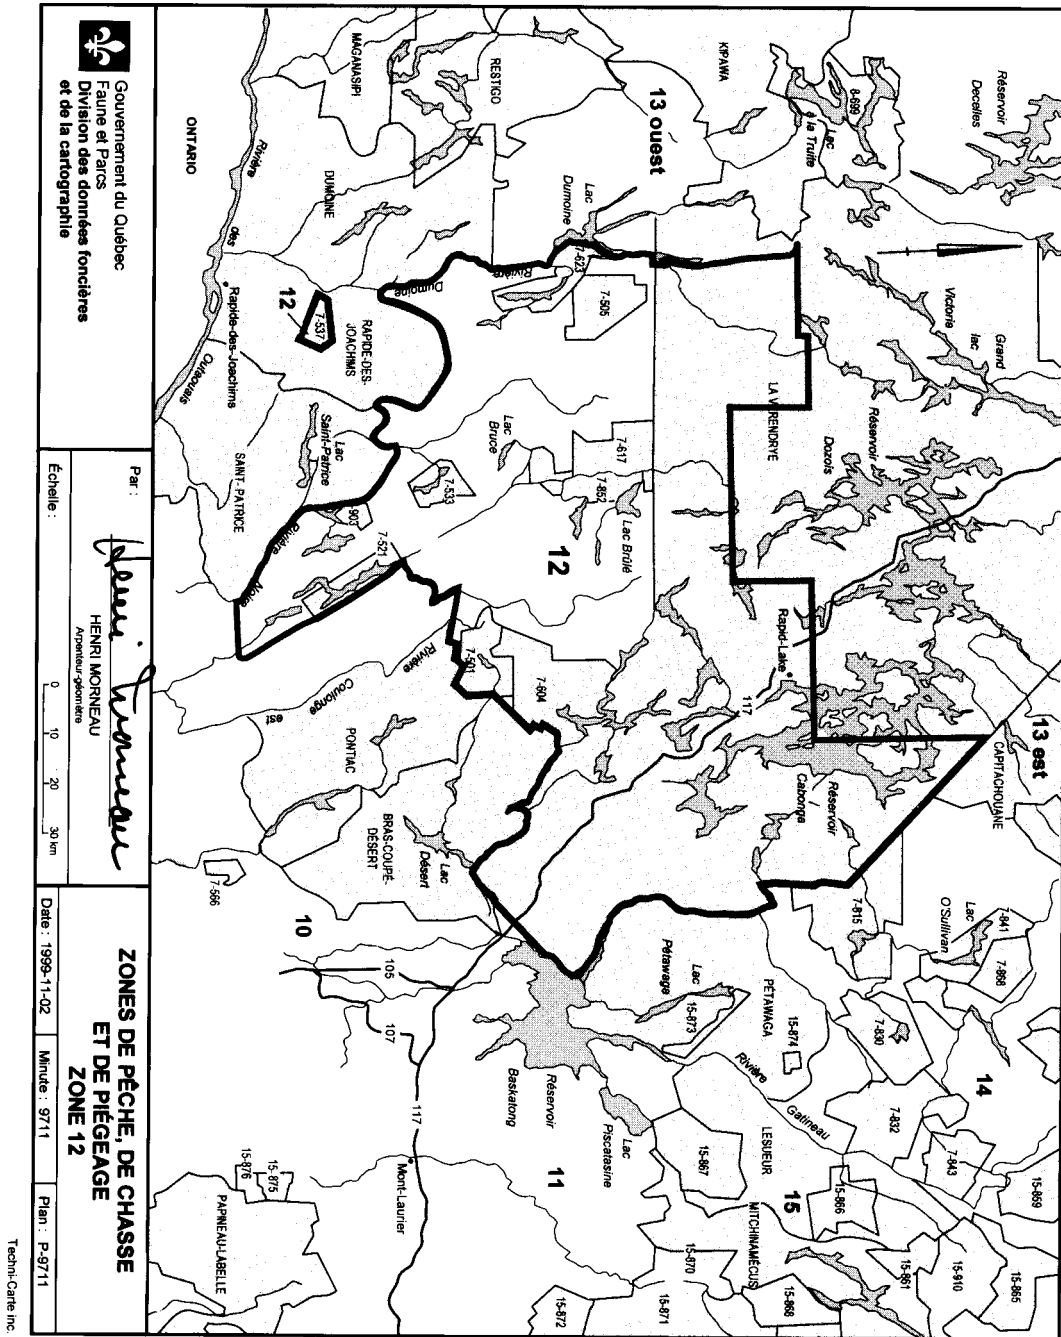 Réservoir
Decelles
8-699
Lac
à la Truite
KIPAWA
13 ouest
RESTIGO
MAGANASIPI
DUMOINE
ONTARIO
Rivière
des
Outaouais
Rapide-des-Joachims
12
7-537
RAPIDE-DES-
JOACHIMS
Dumoine
Rivière
Lac
Dumoine
7-623
7-505
Grand
lac
Victoria
Réservoir
Dozois
LA VÉRENDRYE
7-617
7-852
Lac Brûlé
Lac
Bruce
7-533
12
Lac
Saint-Patrice
SAINT-PATRICE
903
Rivière
Noire
7-521
7-501
7-604
Rivière
Coulonge
est
PONTIAC
Rapid-Lake
117
13 est
CAPITACHOUANE
Réservoir
Cabonga
BRAS-COUPÉ-
DÉSERT
Lac
Désert
7-566
10
105
107
117
Mont-Laurier
7-815
Lac
O'Sullivan
7-841
7-868
7-830
14
7-832
7-843
15-869
PÉTAWAGA
15-874
Lac
Pétawaga
15-873
Rivière
Gatineau
LESUEUR
15-867
15
15-866
MITCHINAMÉCUS
15-861
15-910
15-865
15-868
15-870
15-871
15-872
11
Réservoir
Baskatong
Lac
Piscatasine
15-875
15-876
PAPINEAU-LABELLE
Gouvernement du Québec
Faune et Parcs
Division des données foncières
et de la cartographie
Par :
HENRI MORNEAU
Arpenteur-géomètre
Échelle :
0 10 20 30 km
ZONES DE PÊCHE, DE CHASSE
ET DE PIÉGEAGE
ZONE 12
Date : 1999-11-02
Minute : 9711
Plan : P-9711
Techni-Carte inc.